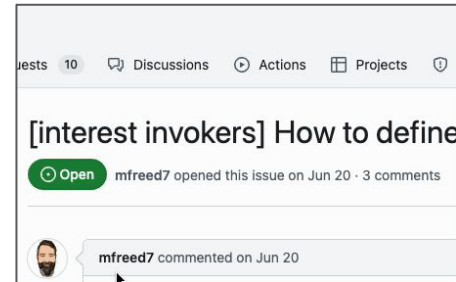 10 Discussions Actions Projects
[interest invokers] How to define
Open mfreed7 opened this issue on Jun 20 · 3 comments
mfreed7 commented on Jun 20